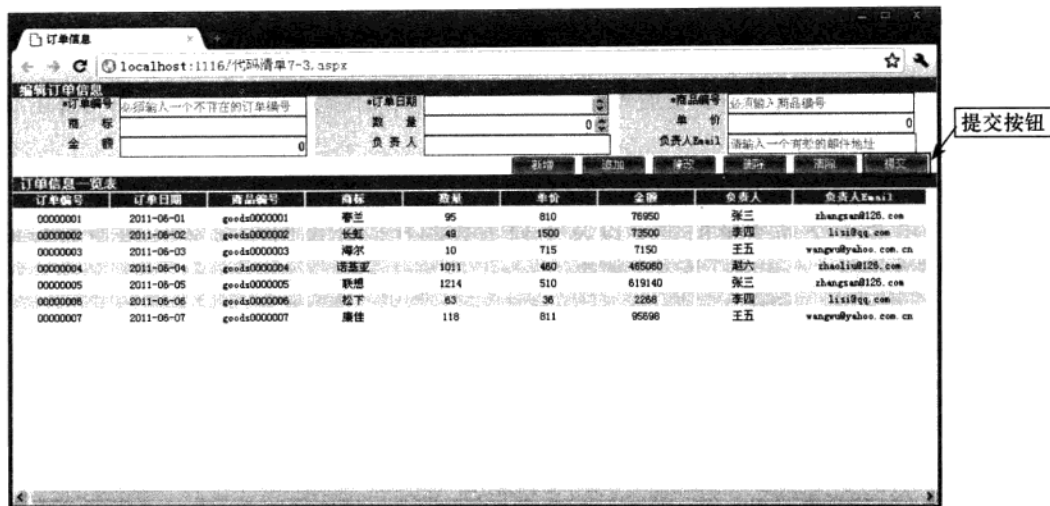 订单信息
localhost:1116/代码清单7-3.aspx
编辑订单信息
*订单编号 必须输入一个不存在的订单编号 *订单日期 *商品编号 必须输入商品编号
商 标 数 量 0 单 价 0
金 额 0 负 责 人 负责人Email 请输入一个有效的邮件地址
新增 追加 修改 删除 清除 提交
提交按钮
订单信息一览表
订单编号 订单日期 商品编号 商标 数量 单价 金额 负责人 负责人Email
00000001 2011-06-01 goods0000001 春兰 95 810 76950 张三 zhangsan@126.com
00000002 2011-06-02 goods0000002 长虹 49 1500 73500 李四 lisi@qq.com
00000003 2011-06-03 goods0000003 海尔 10 715 7150 王五 wangwu@yahoo.com.cn
00000004 2011-06-04 goods0000004 诺基亚 1011 460 465060 赵六 zhaoliu@126.com
00000005 2011-06-05 goods0000005 联想 1214 510 619140 张三 zhangsan@126.com
00000006 2011-06-06 goods0000006 松下 63 36 2268 李四 lisi@qq.com
00000007 2011-06-07 goods0000007 康佳 118 811 95698 王五 wangwu@yahoo.com.cn